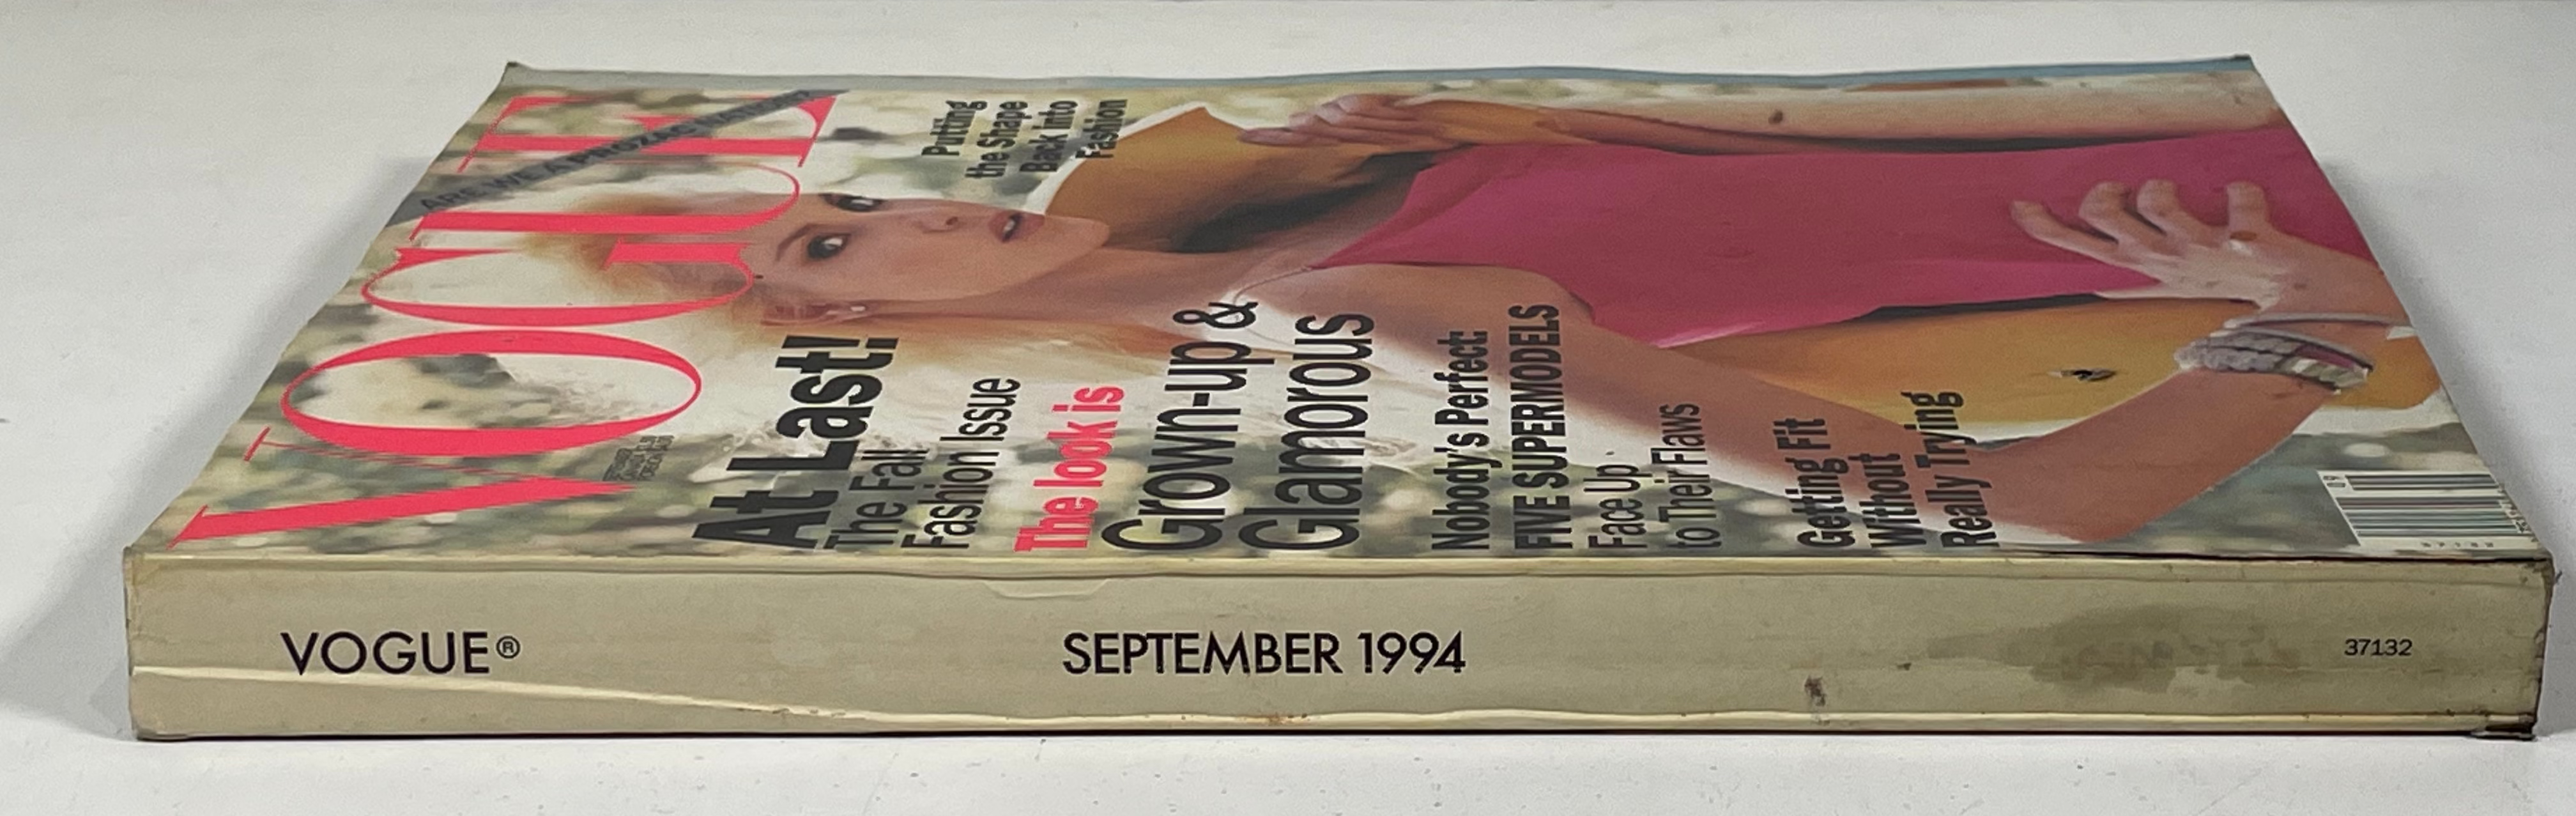 VOGUE
ARE WE A PROZAC NATION?
Putting
the Shape
Back Into
Fashion
At Last!
The Fall
Fashion Issue
The look is
Grown-up &
Glamorous
Nobody's Perfect:
FIVE SUPERMODELS
Face Up
to Their Flaws
Getting Fit
Without
Really Trying
09
VOGUE®
SEPTEMBER 1994
37132